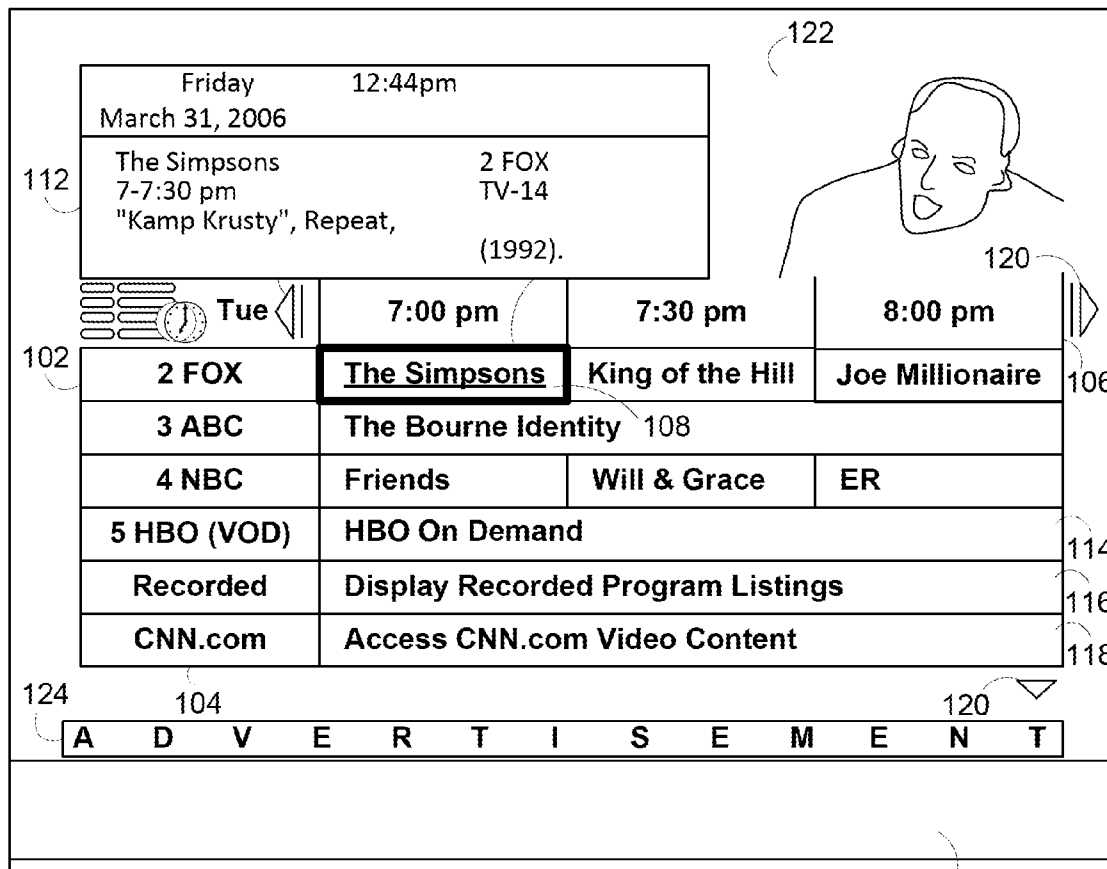 122
Friday 12:44pm
March 31, 2006
The Simpsons 2 FOX
112
7-7:30 pm TV-14
"Kamp Krusty", Repeat,
(1992).
120
Tue 7:00 pm 7:30 pm 8:00 pm
102
2 FOX The Simpsons King of the Hill Joe Millionaire
106
3 ABC The Bourne Identity 108
4 NBC Friends Will & Grace ER
5 HBO (VOD) HBO On Demand
114
Recorded Display Recorded Program Listings
116
CNN.com Access CNN.com Video Content
118
124 104 120
A D V E R T I S E M E N T